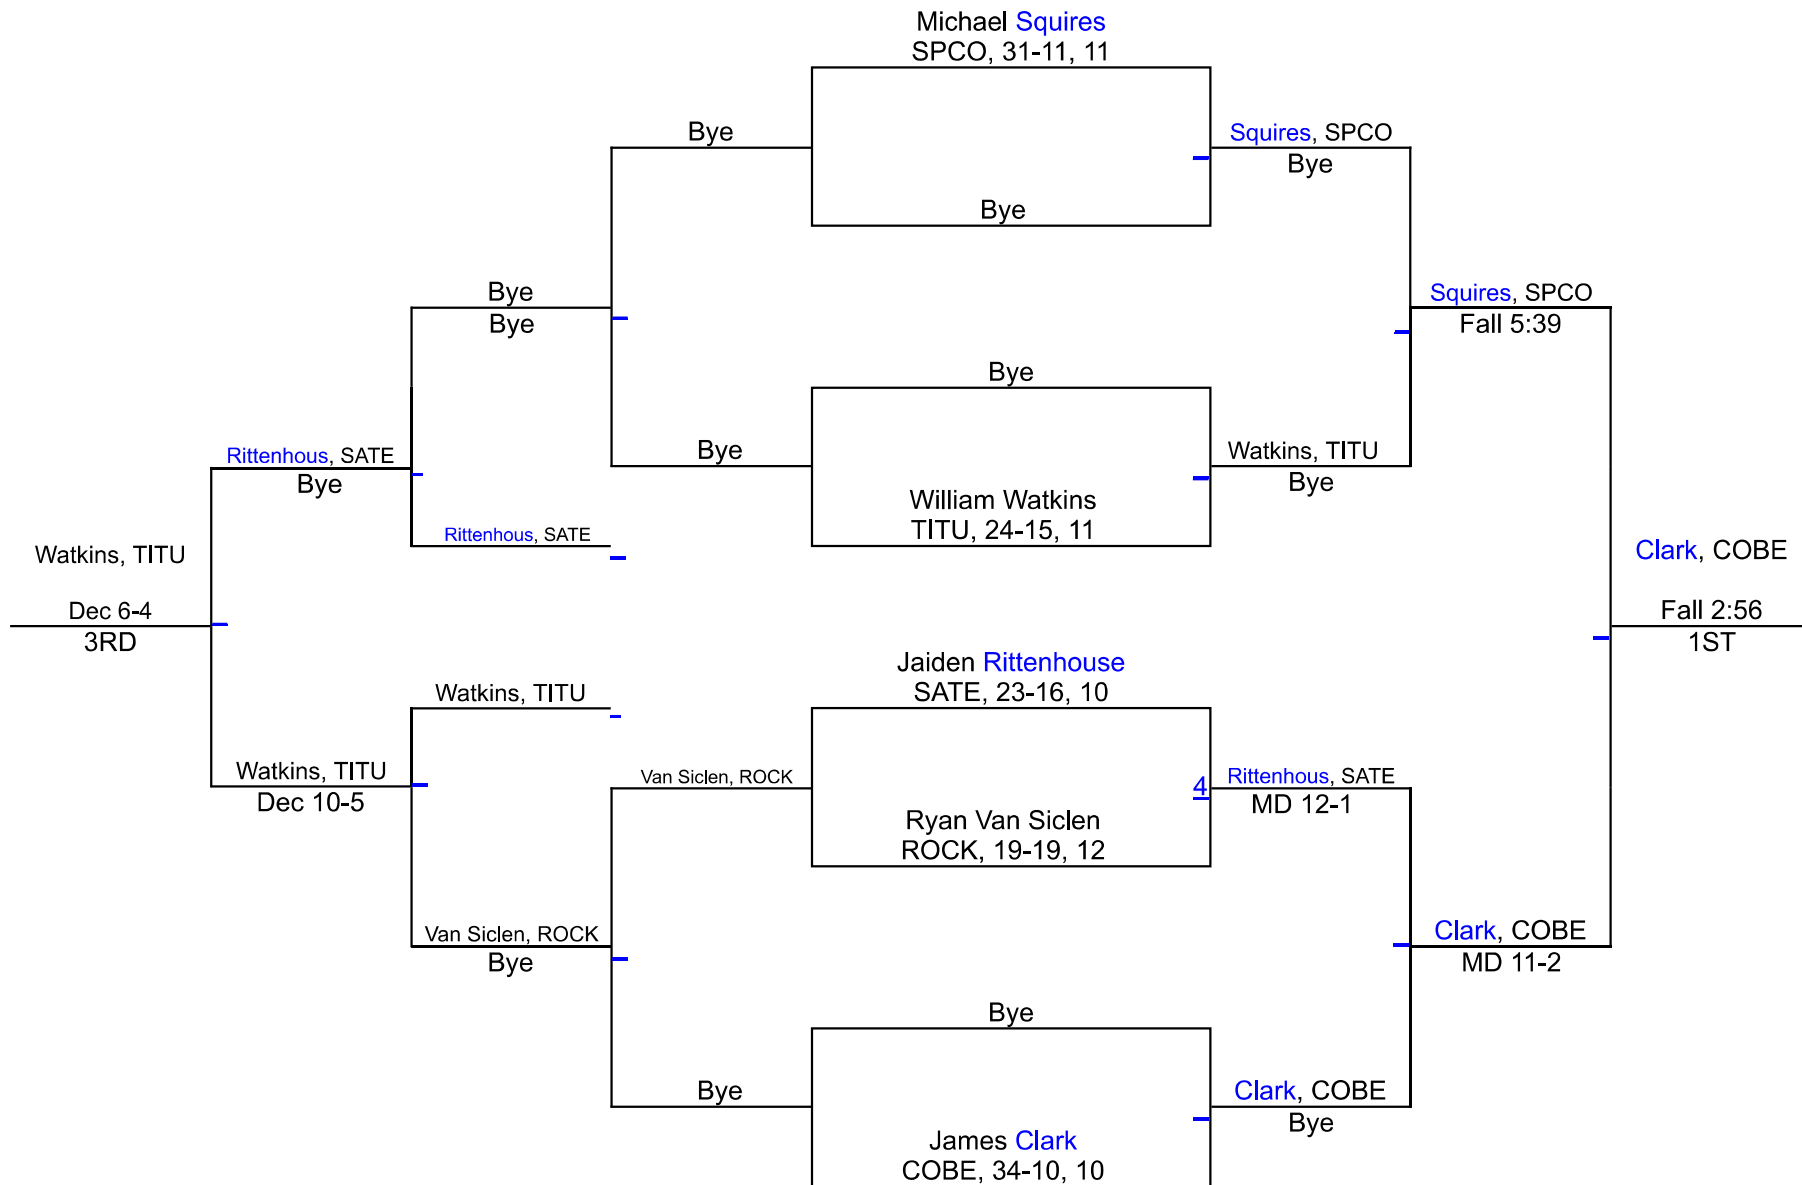 Michael Squires
SPCO, 31-11, 11
Bye
Squires, SPCO
Bye
Bye
Bye
Bye
Squires, SPCO
Fall 5:39
Bye
Rittenhous, SATE
Bye
Bye
Watkins, TITU
Bye
William Watkins
TITU, 24-15, 11
Rittenhous, SATE
Watkins, TITU
Dec 6-4
3RD
Clark, COBE
Fall 2:56
1ST
Jaiden Rittenhouse
SATE, 23-16, 10
Watkins, TITU
Watkins, TITU
Dec 10-5
Van Siclen, ROCK
4
Rittenhous, SATE
MD 12-1
Ryan Van Siclen
ROCK, 19-19, 12
Van Siclen, ROCK
Bye
Clark, COBE
MD 11-2
Bye
Bye
Clark, COBE
Bye
James Clark
COBE, 34-10, 10